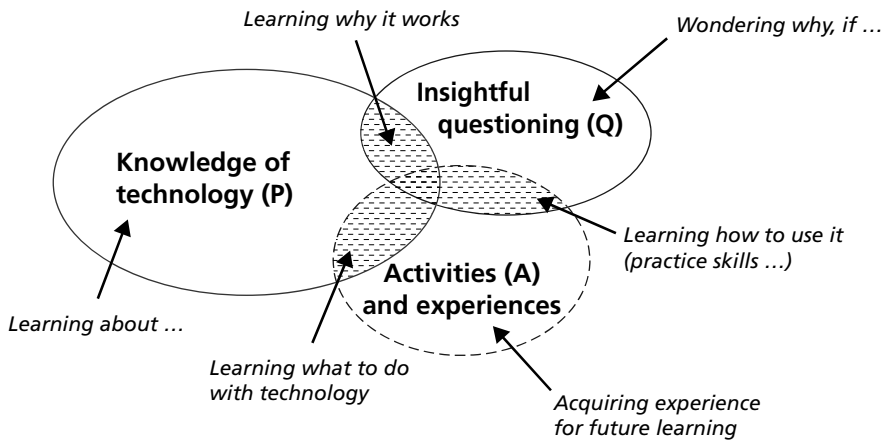 Learning why it works
Wondering why, if …
Insightful
questioning (Q)
Knowledge of
technology (P)
Learning how to use it
(practice skills …)
Activities (A)
and experiences
Learning about …
Learning what to do
with technology
Acquiring experience
for future learning